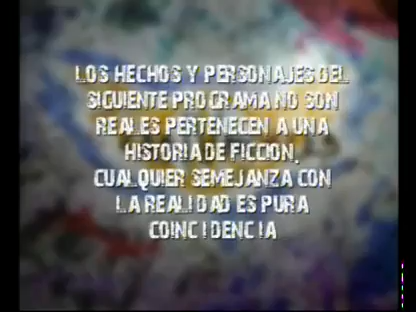 LOS HECHOS Y PERSONAJES DEL
SIGUIENTE PROGRAMA NO SON
REALES PERTENECEN A UNA
HISTORIA DE FICCION.
CUALQUIER SEMEJANZA CON
LA REALIDAD ES PURA
COINCIDENCIA